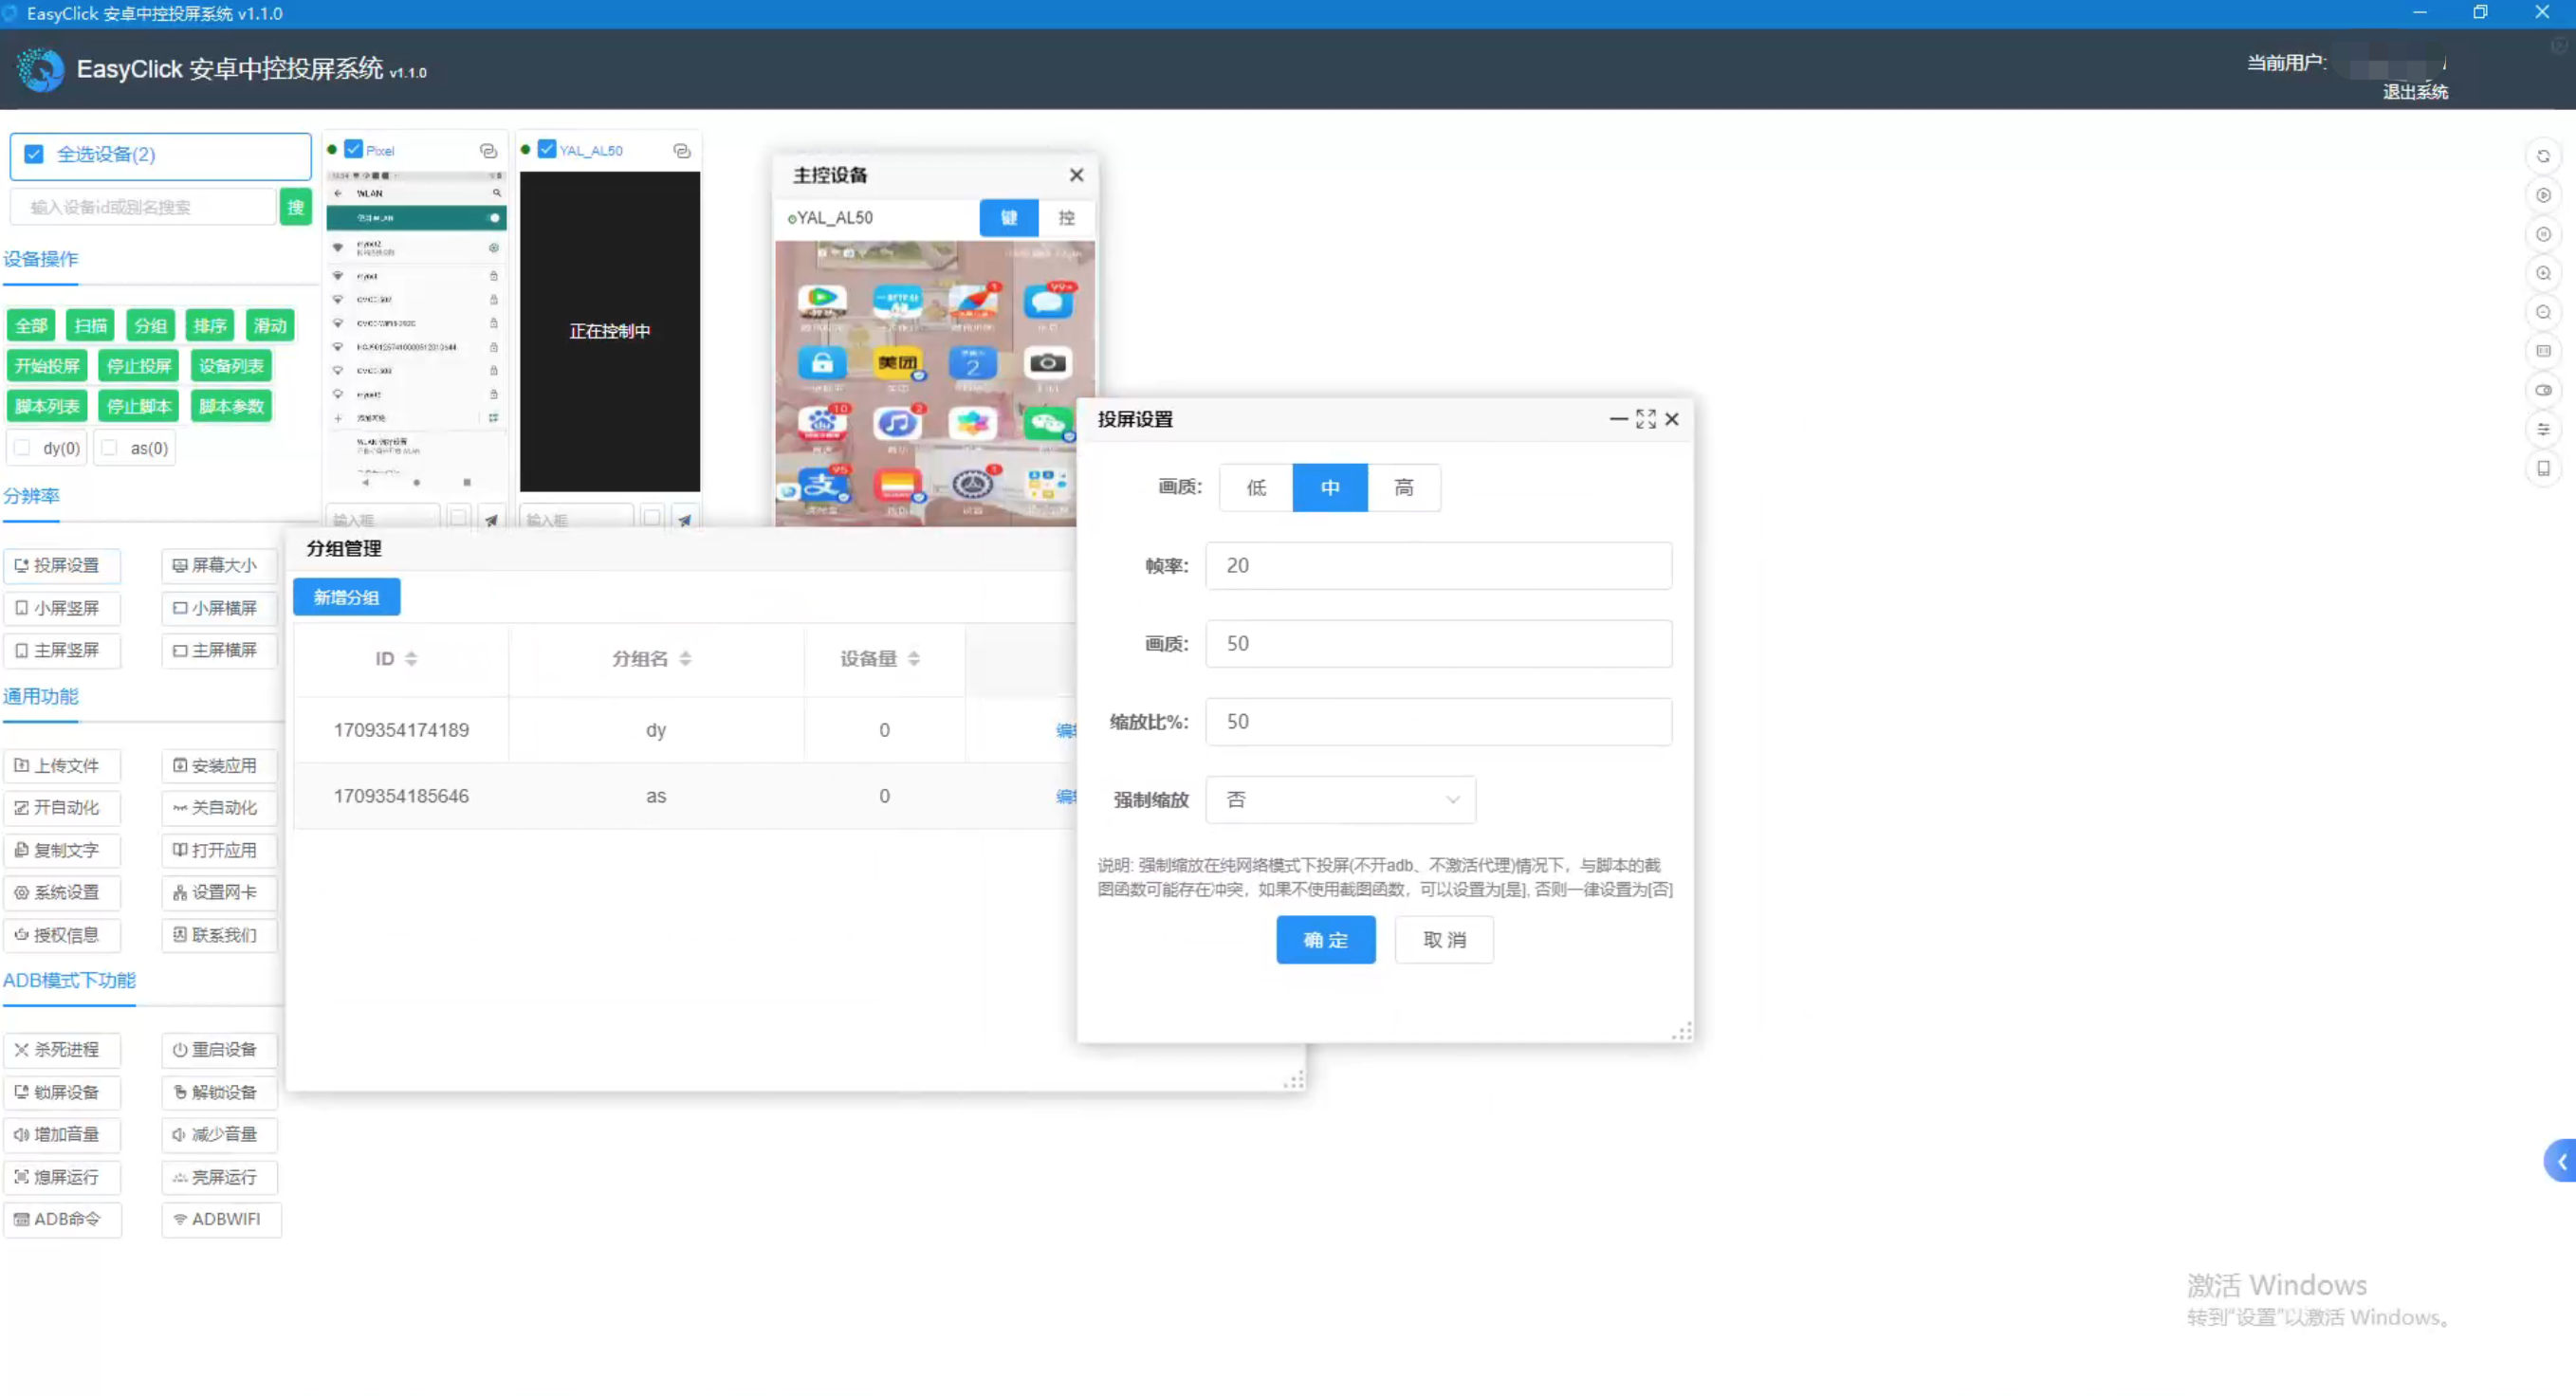 EasyClick 安卓中控投屏系统 v1.1.0
EasyClick 安卓中控投屏系统 v1.1.0
当前用户:
退出系统
全选设备(2)
输入设备id或别名搜索
搜
设备操作
全部 扫描 分组 排序 滑动
开始投屏 停止投屏 设备列表
脚本列表 停止脚本 脚本参数
dy(0) as(0)
分辨率
投屏设置 屏幕大小
小屏竖屏 小屏横屏
主屏竖屏 主屏横屏
通用功能
上传文件 安装应用
开自动化 关自动化
复制文字 打开应用
系统设置 设置网卡
授权信息 联系我们
ADB模式下功能
杀死进程 重启设备
锁屏设备 解锁设备
增加音量 减少音量
熄屏运行 亮屏运行
ADB命令 ADBWIFI
Pixel
WLAN
输入框
YAL_AL50
正在控制中
输入框
主控设备
YAL_AL50
键 控
1
99+
美团
2
10
2
95
1
分组管理
新增分组
ID 分组名 设备量
1709354174189 dy 0
1709354185646 as 0
投屏设置
画质: 低 中 高
帧率: 20
画质: 50
缩放比%: 50
强制缩放 否
说明: 强制缩放在纯网络模式下投屏(不开adb、不激活代理)情况下，与脚本的截
图函数可能存在冲突，如果不使用截图函数，可以设置为[是], 否则一律设置为[否]
确 定 取 消
激活 Windows
转到“设置”以激活 Windows。